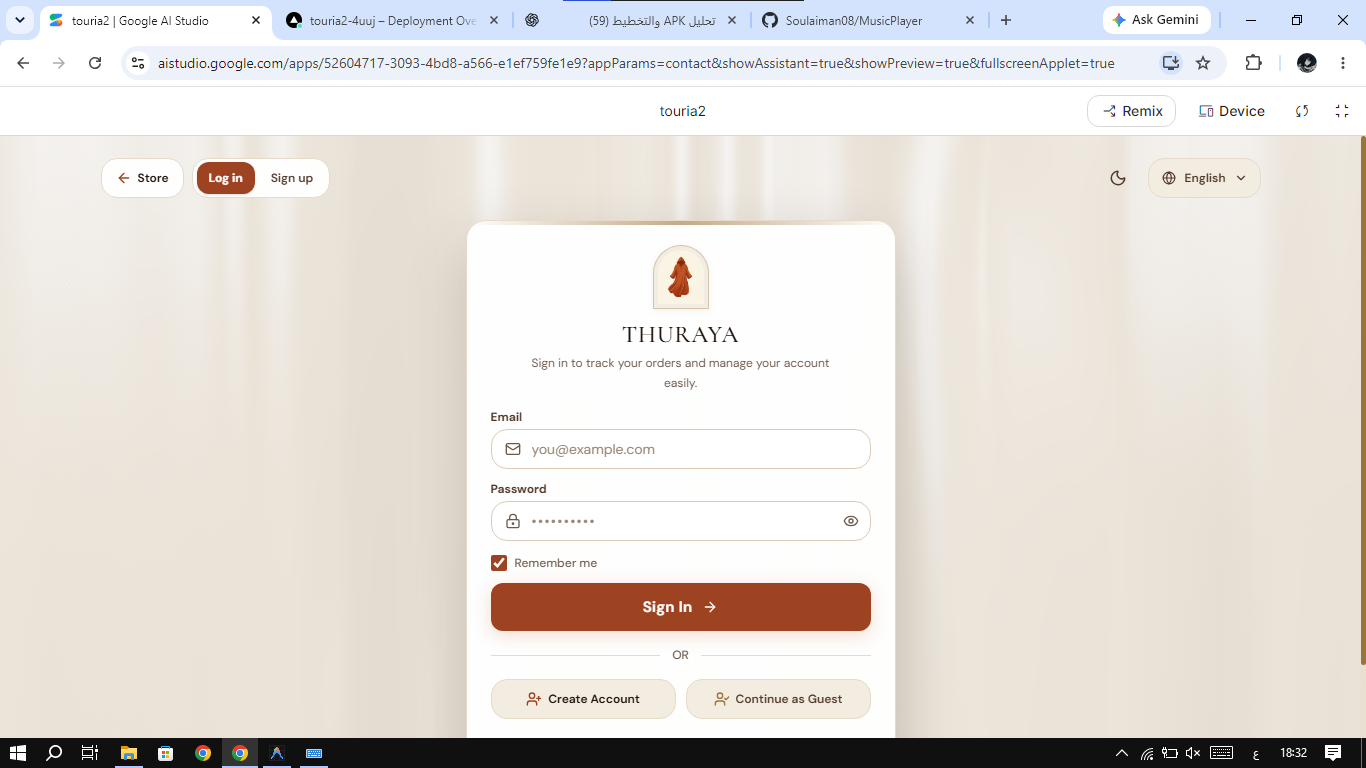 touria2 | Google AI Studio
touria2-4uuj – Deployment Ove
(59) تحليل APK والتخطيط
Soulaiman08/MusicPlayer
Ask Gemini
aistudio.google.com/apps/52604717-3093-4bd8-a566-e1ef759fe1e9?appParams=contact&showAssistant=true&showPreview=true&fullscreenApplet=true
touria2
Remix
Device
Store
Log in
Sign up
English
THURAYA
Sign in to track your orders and manage your account
easily.
Email
you@example.com
Password
••••••••••
Remember me
Sign In
OR
Create Account
Continue as Guest
ع
18:32